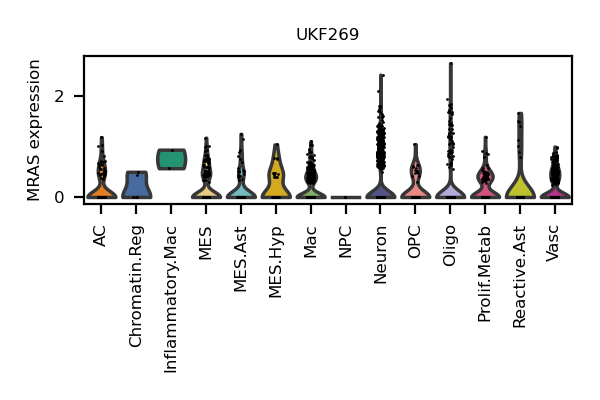 UKF269
MRAS expression
2
0
AC
Chromatin.Reg
Inflammatory.Mac
MES
MES.Ast
MES.Hyp
Mac
NPC
Neuron
OPC
Oligo
Prolif.Metab
Reactive.Ast
Vasc